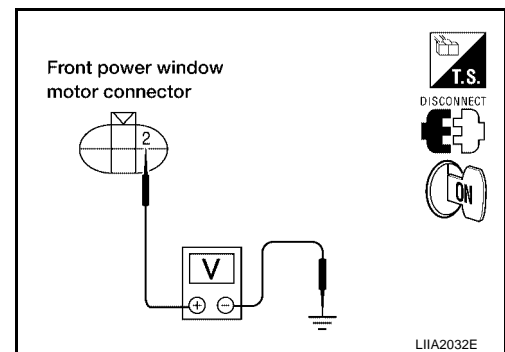 Front power window
motor connector
2
T.S.
DISCONNECT
ON
V
+ −
LIIA2032E